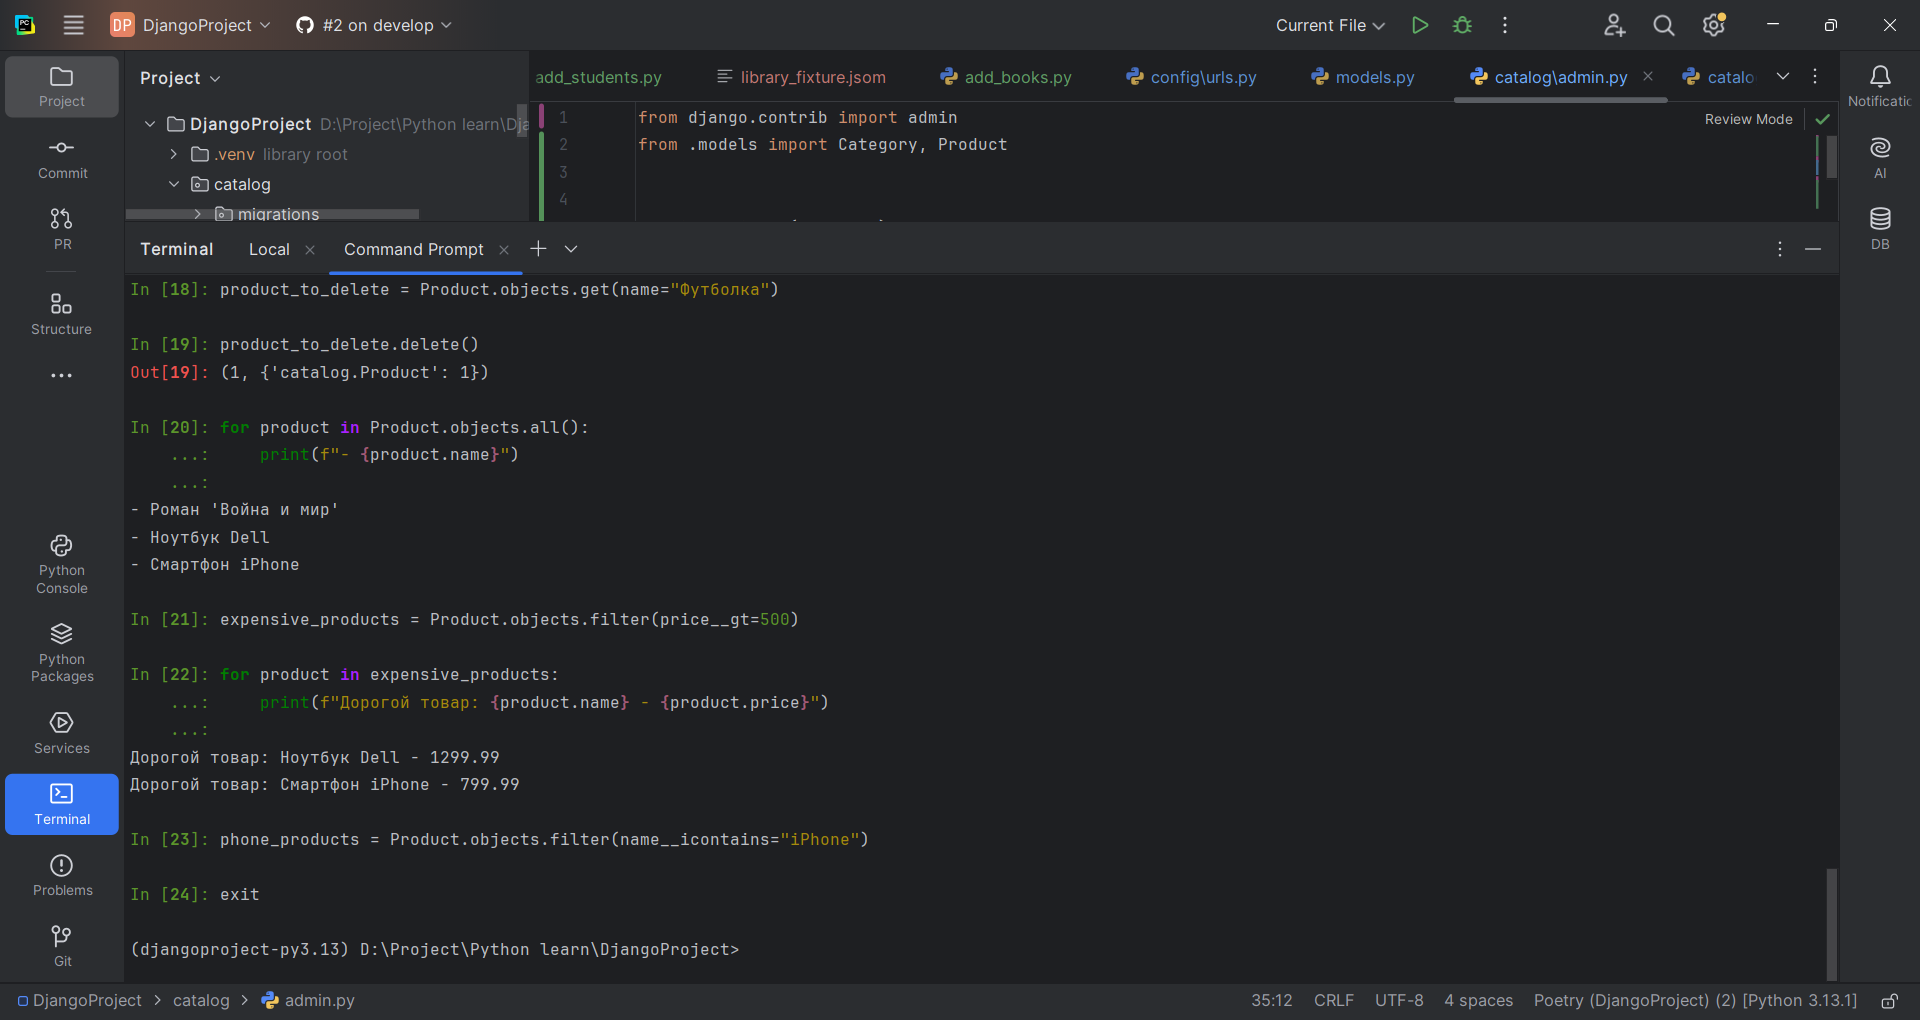 DP DjangoProject #2 on develop Current File
Project
Commit
PR
Structure
Python Console
Python Packages
Services
Terminal
Problems
Git
Project
DjangoProject D:\Project\Python learn\Dja
.venv library root
catalog
migrations
add_students.py library_fixture.jsom add_books.py config\urls.py models.py catalog\admin.py catalo
1 from django.contrib import admin
2 from .models import Category, Product
3
4
Review Mode
Notificatic
AI
DB
Terminal Local Command Prompt
In [18]: product_to_delete = Product.objects.get(name="Футболка")
In [19]: product_to_delete.delete()
Out[19]: (1, {'catalog.Product': 1})
In [20]: for product in Product.objects.all():
...: print(f"- {product.name}")
...:
- Роман 'Война и мир'
- Ноутбук Dell
- Смартфон iPhone
In [21]: expensive_products = Product.objects.filter(price__gt=500)
In [22]: for product in expensive_products:
...: print(f"Дорогой товар: {product.name} - {product.price}")
...:
Дорогой товар: Ноутбук Dell - 1299.99
Дорогой товар: Смартфон iPhone - 799.99
In [23]: phone_products = Product.objects.filter(name__icontains="iPhone")
In [24]: exit
(djangoproject-py3.13) D:\Project\Python learn\DjangoProject>
DjangoProject > catalog > admin.py 35:12 CRLF UTF-8 4 spaces Poetry (DjangoProject) (2) [Python 3.13.1]